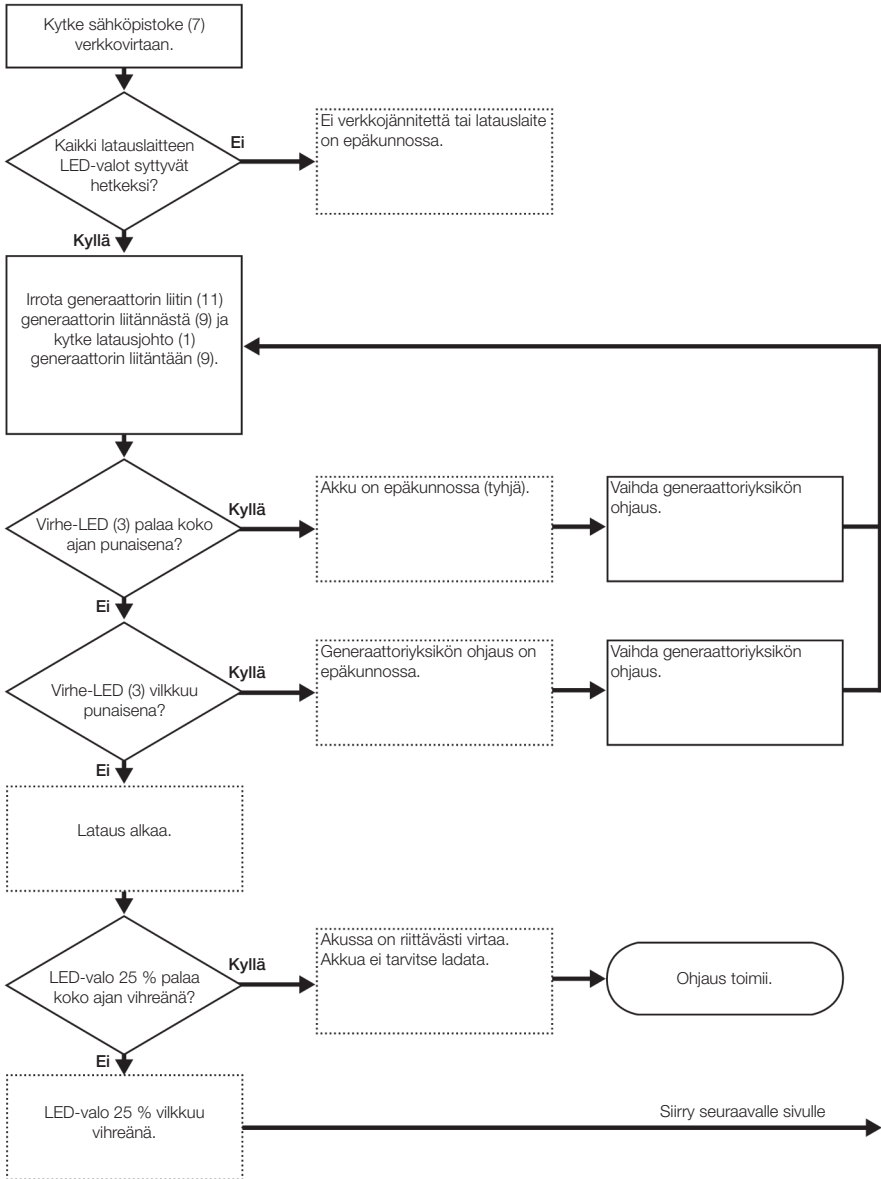 Kytke sähköpistoke (7)
verkkovirtaan.
Kaikki latauslaitteen
LED-valot syttyvät
hetkeksi?
Ei
Ei verkkojännitettä tai latauslaite
on epäkunnossa.
Kyllä
Irrota generaattorin liitin (11)
generaattorin liitännästä (9) ja
kytke latausjohto (1)
generaattorin liitäntään (9).
Virhe-LED (3) palaa koko
ajan punaisena?
Kyllä
Akku on epäkunnossa (tyhjä).
Vaihda generaattoriyksikön
ohjaus.
Ei
Virhe-LED (3) vilkkuu
punaisena?
Kyllä
Generaattoriyksikön ohjaus on
epäkunnossa.
Vaihda generaattoriyksikön
ohjaus.
Ei
Lataus alkaa.
LED-valo 25 % palaa
koko ajan vihreänä?
Kyllä
Akussa on riittävästi virtaa.
Akkua ei tarvitse ladata.
Ohjaus toimii.
Ei
LED-valo 25 % vilkkuu
vihreänä.
Siirry seuraavalle sivulle